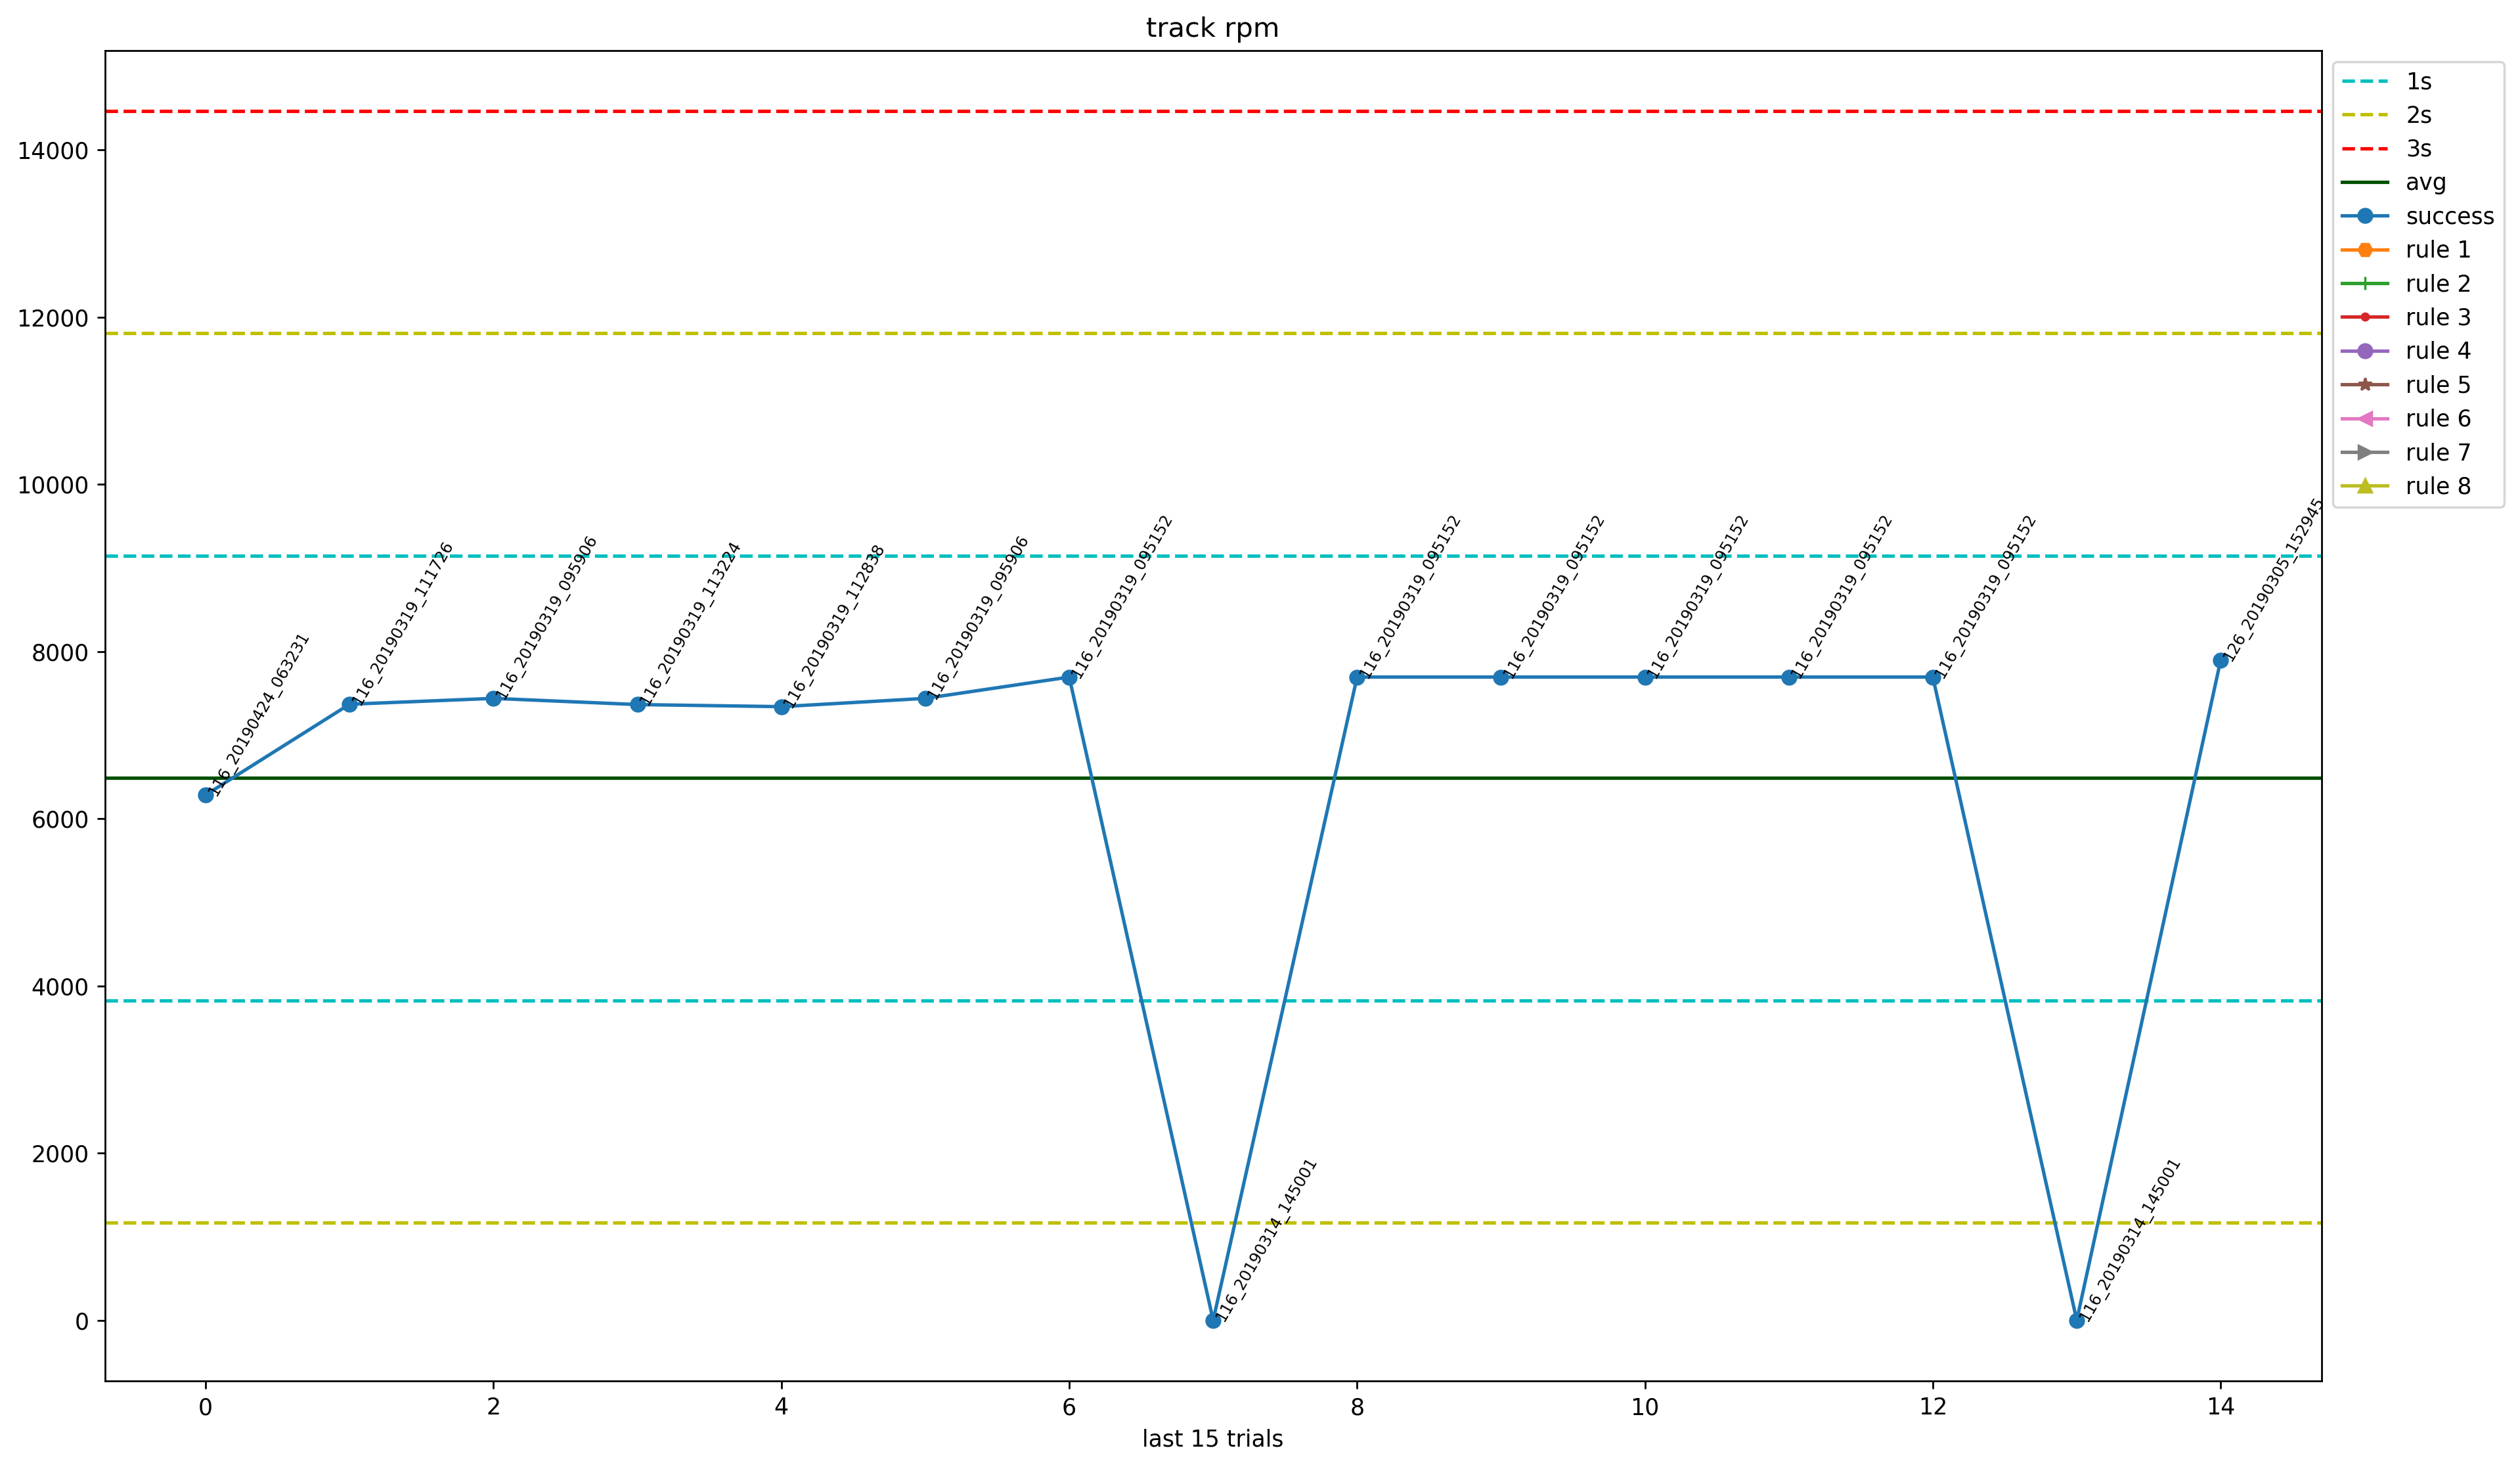 track rpm
14000
12000
10000
8000
6000
4000
2000
0
116_20190424_063231
116_20190319_111726
116_20190319_095906
116_20190319_113224
116_20190319_112838
116_20190319_095906
116_20190319_095152
116_20190314_145001
116_20190319_095152
116_20190319_095152
116_20190319_095152
116_20190319_095152
116_20190319_095152
116_20190314_145001
126_20190305_152945
0 2 4 6 8 10 12 14
last 15 trials
1s
2s
3s
avg
success
rule 1
rule 2
rule 3
rule 4
rule 5
rule 6
rule 7
rule 8